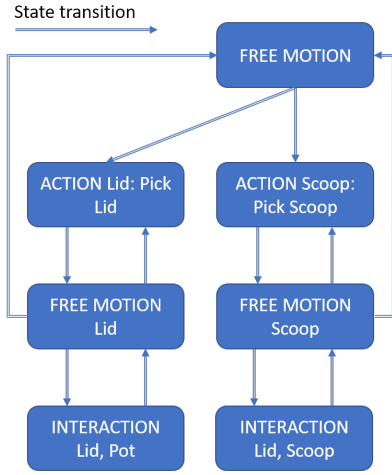 State transition
FREE MOTION
ACTION Lid: Pick
Lid
ACTION Scoop:
Pick Scoop
FREE MOTION
Lid
FREE MOTION
Scoop
INTERACTION
Lid, Pot
INTERACTION
Lid, Scoop